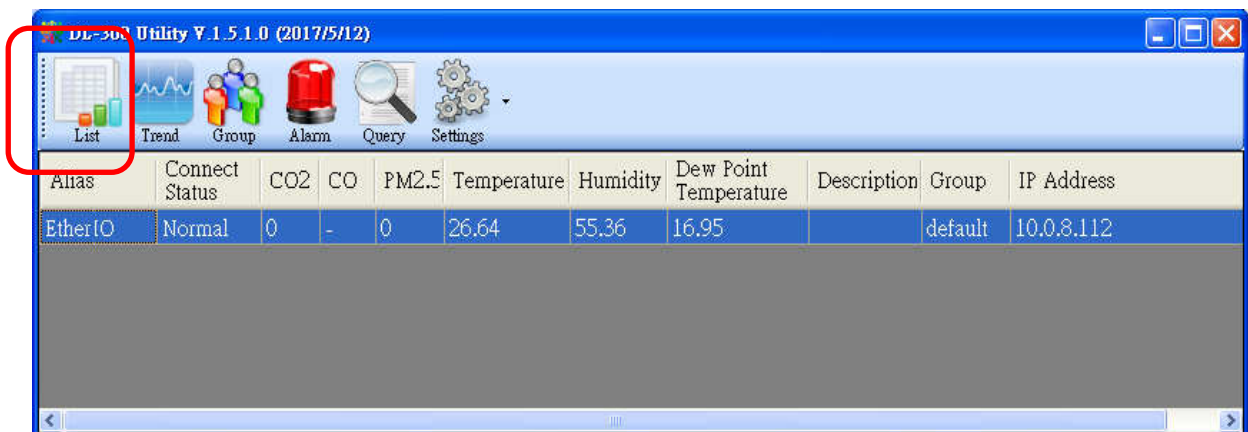 DL-300 Utility V.1.5.1.0 (2017/5/12)
List Trend Group Alarm Query Settings
Alias Connect Status CO2 CO PM2.5 Temperature Humidity Dew Point Temperature Description Group IP Address
EtherIO Normal 0 - 0 26.64 55.36 16.95 default 10.0.8.112